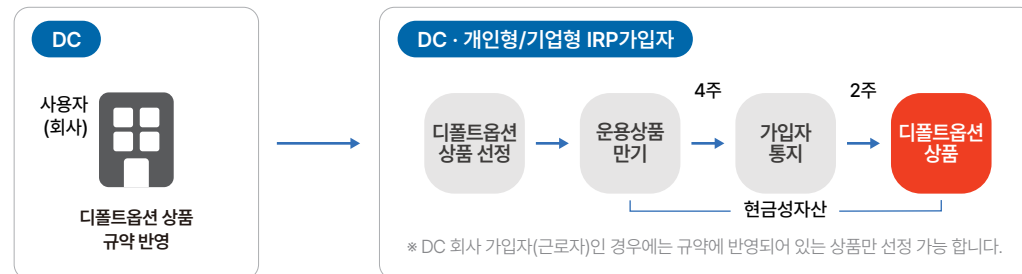 DC
사용자
(회사)
디폴트옵션 상품
규약 반영
DC · 개인형/기업형 IRP가입자
디폴트옵션
상품 선정
운용상품
만기
4주
가입자
통지
2주
디폴트옵션
상품
현금성자산
※ DC 회사 가입자(근로자)인 경우에는 규약에 반영되어 있는 상품만 선정 가능 합니다.